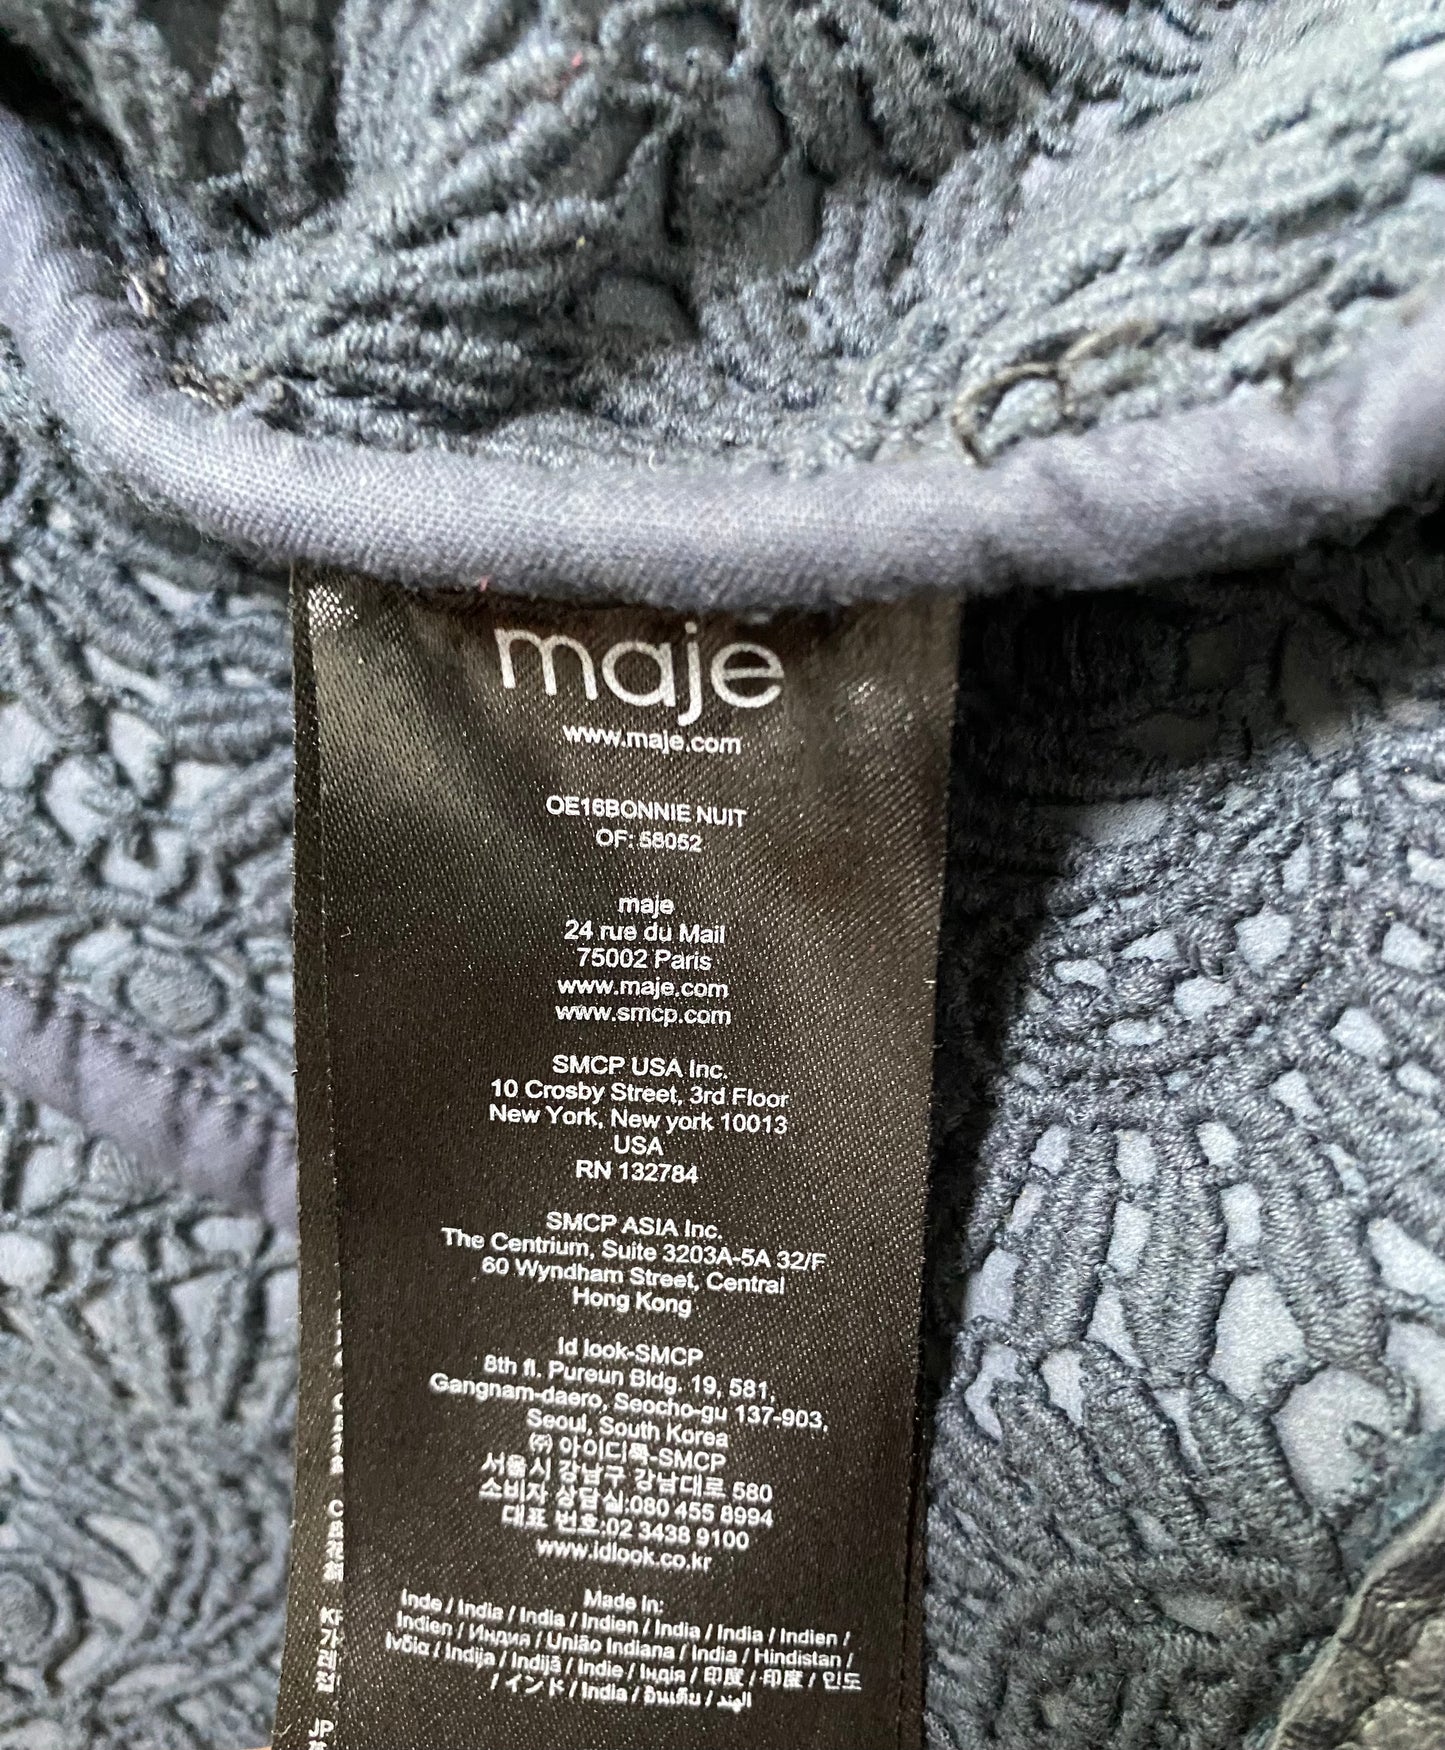 maje
www.maje.com
OE16BONNIE NUIT
OF: 58052
maje
24 rue du Mail
75002 Paris
www.maje.com
www.smcp.com
SMCP USA Inc.
10 Crosby Street, 3rd Floor
New York, New york 10013
USA
RN 132784
SMCP ASIA Inc.
The Centrium, Suite 3203A-5A 32/F
60 Wyndham Street, Central
Hong Kong
Id look-SMCP
8th fl. Pureun Bldg. 19, 581,
Gangnam-daero, Seocho-gu 137-903,
Seoul, South Korea
㈜ 아이디룩-SMCP
서울시 강남구 강남대로 580
소비자 상담실:080 455 8994
대표 번호:02 3438 9100
www.idlook.co.kr
Made In:
Inde / India / India / Indien / India / India / Indien /
Indien / Индия / União Indiana / India / Hindistan /
Ινδία / Indija / Indijā / Indie / Індія / 印度 / 印度 / 인도
/ インド / India / อินเดีย / الهند
JP